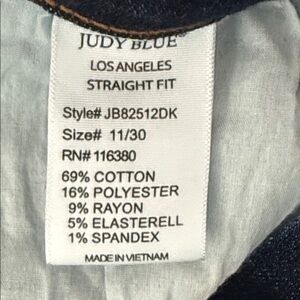 JUDY BLUE
LOS ANGELES
STRAIGHT FIT
Style# JB82512DK
Size# 11/30
RN# 116380
69% COTTON
16% POLYESTER
9% RAYON
5% ELASTERELL
1% SPANDEX
MADE IN VIETNAM